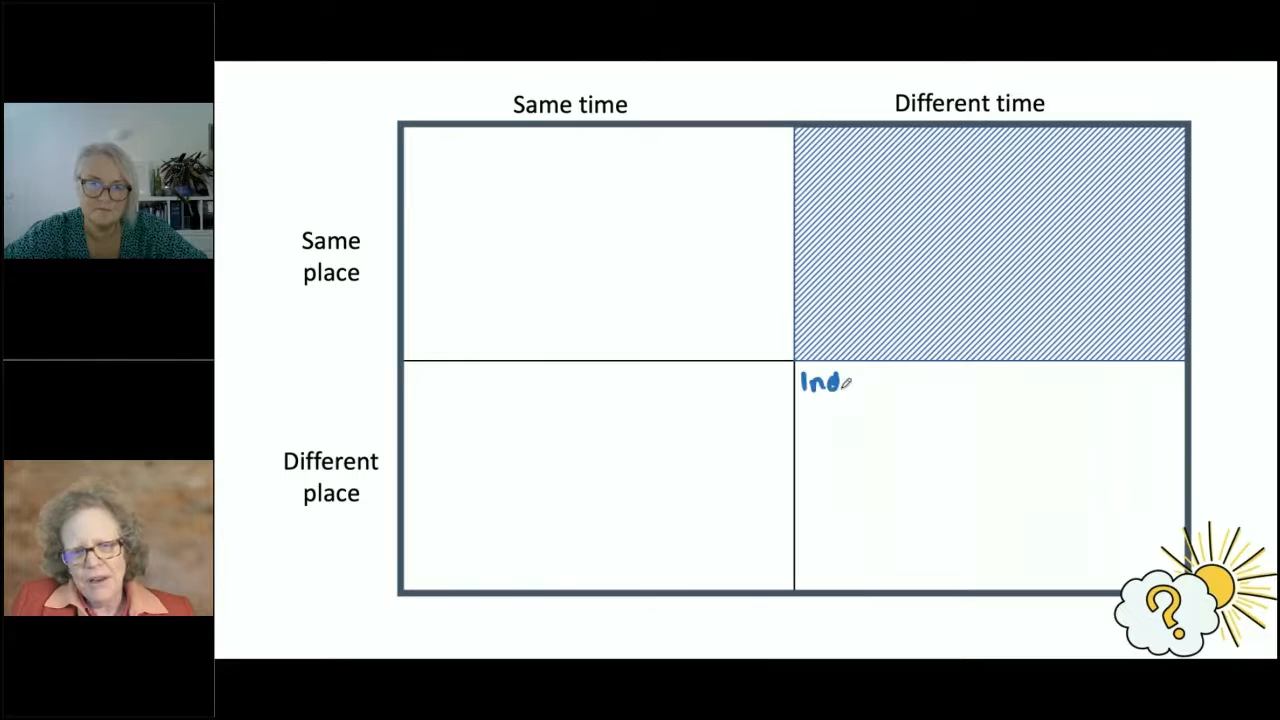 Same time
Different time
Same
place
Ind
Different
place
?